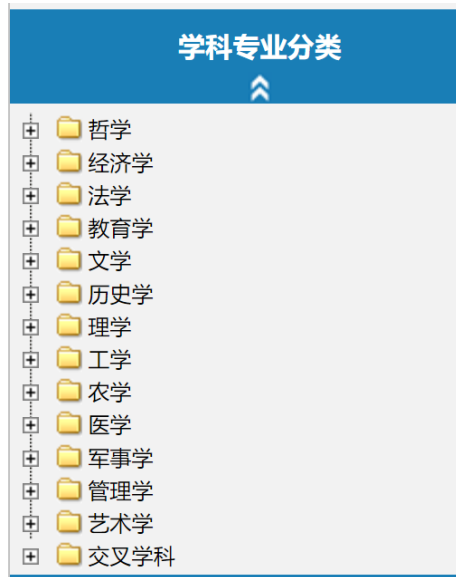 学科专业分类
哲学
经济学
法学
教育学
文学
历史学
理学
工学
农学
医学
军事学
管理学
艺术学
交叉学科